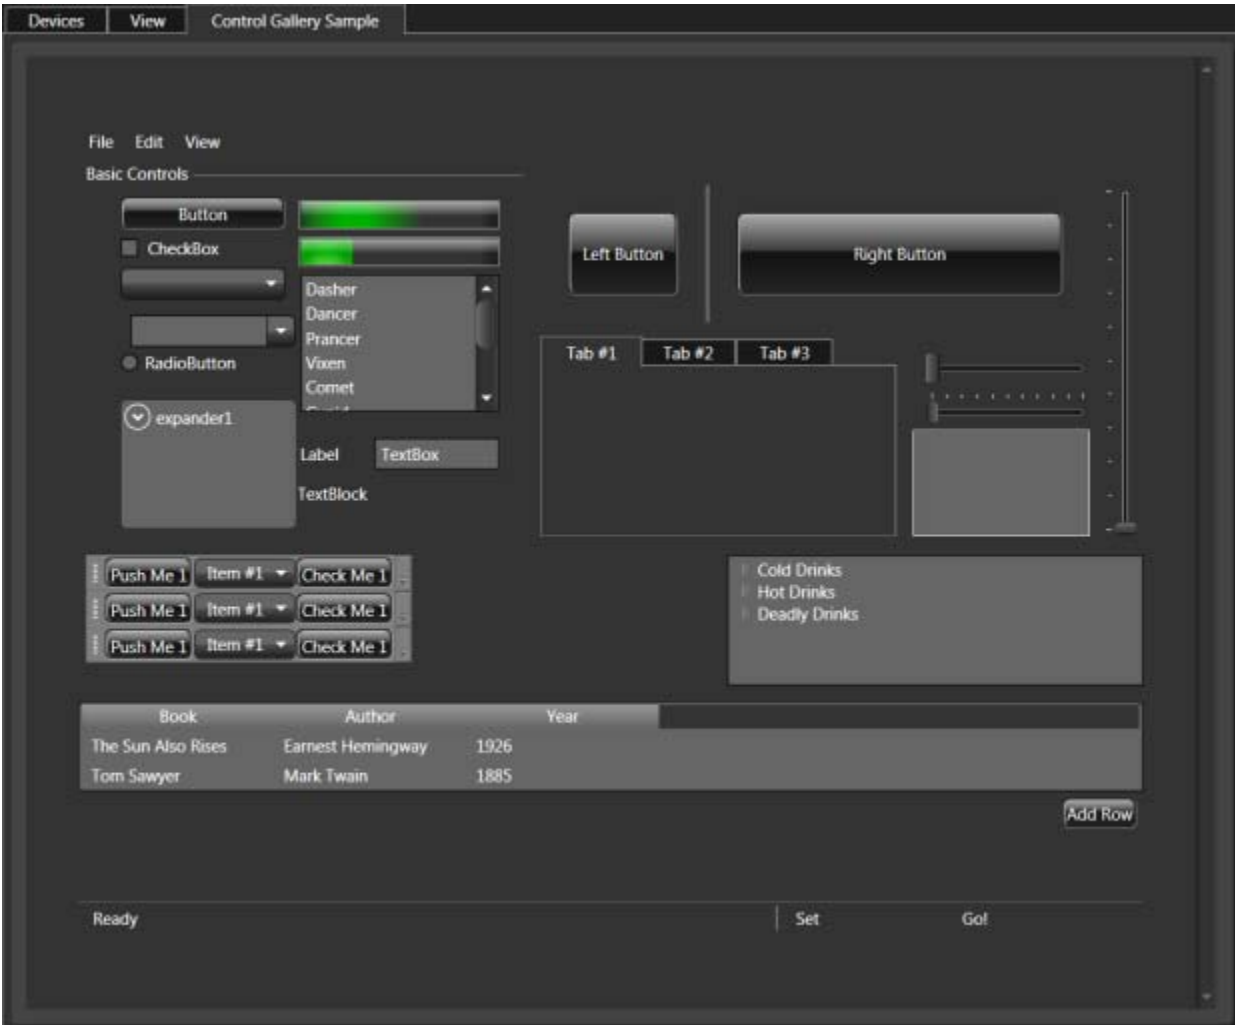 Devices View Control Gallery Sample
File Edit View
Basic Controls
Button
CheckBox
RadioButton
expander1
Dasher
Dancer
Prancer
Vixen
Comet
Label TextBox
TextBlock
Left Button Right Button
Tab #1 Tab #2 Tab #3
Push Me 1 Item #1 Check Me 1
Push Me 1 Item #1 Check Me 1
Push Me 1 Item #1 Check Me 1
Cold Drinks
Hot Drinks
Deadly Drinks
Book Author Year
The Sun Also Rises Earnest Hemingway 1926
Tom Sawyer Mark Twain 1885
Add Row
Ready Set Go!